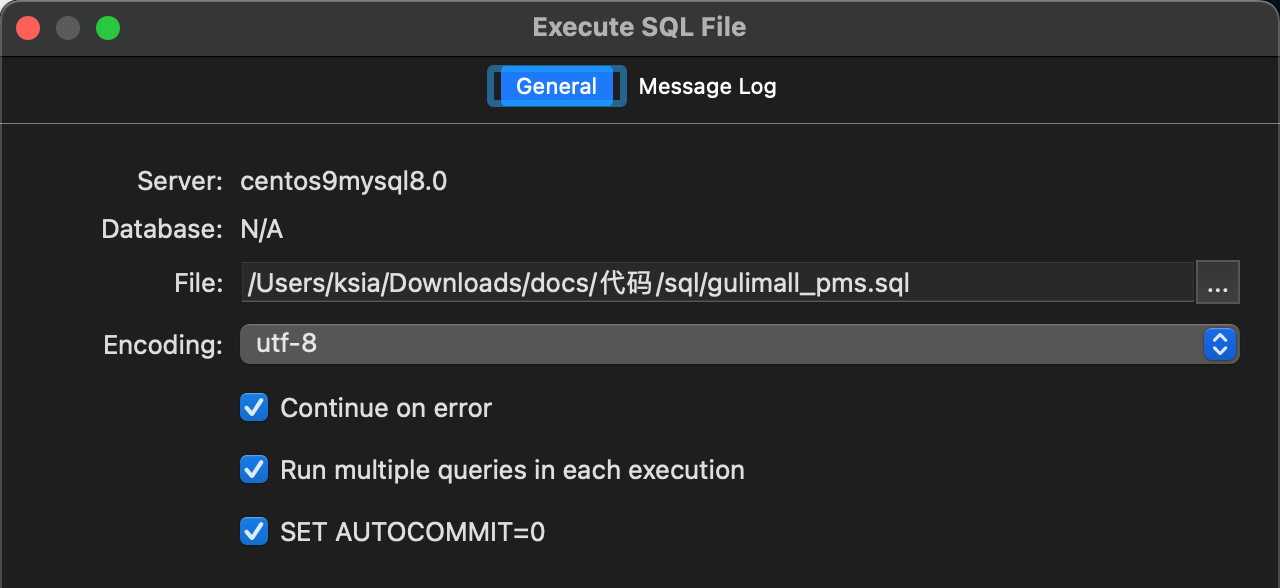 Execute SQL File
General Message Log
Server: centos9mysql8.0
Database: N/A
File: /Users/ksia/Downloads/docs/代码/sql/gulimall_pms.sql ...
Encoding: utf-8
Continue on error
Run multiple queries in each execution
SET AUTOCOMMIT=0